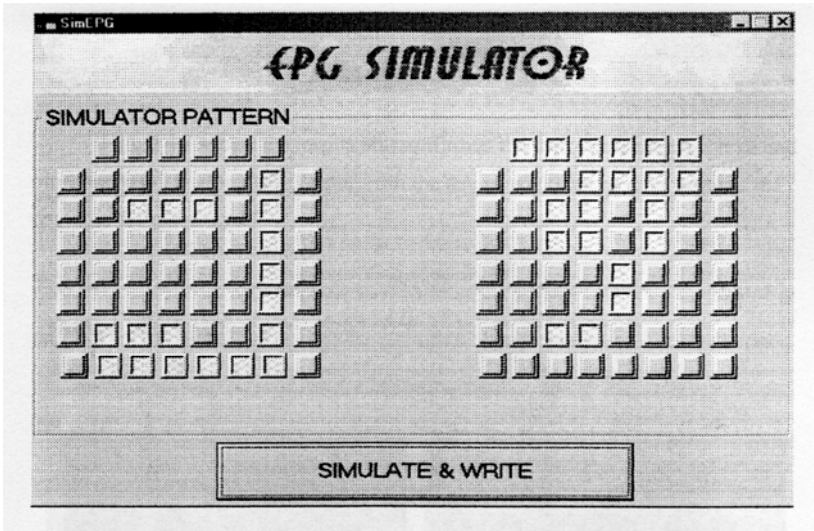 SimEPG
EPG SIMULATOR
SIMULATOR PATTERN
SIMULATE & WRITE